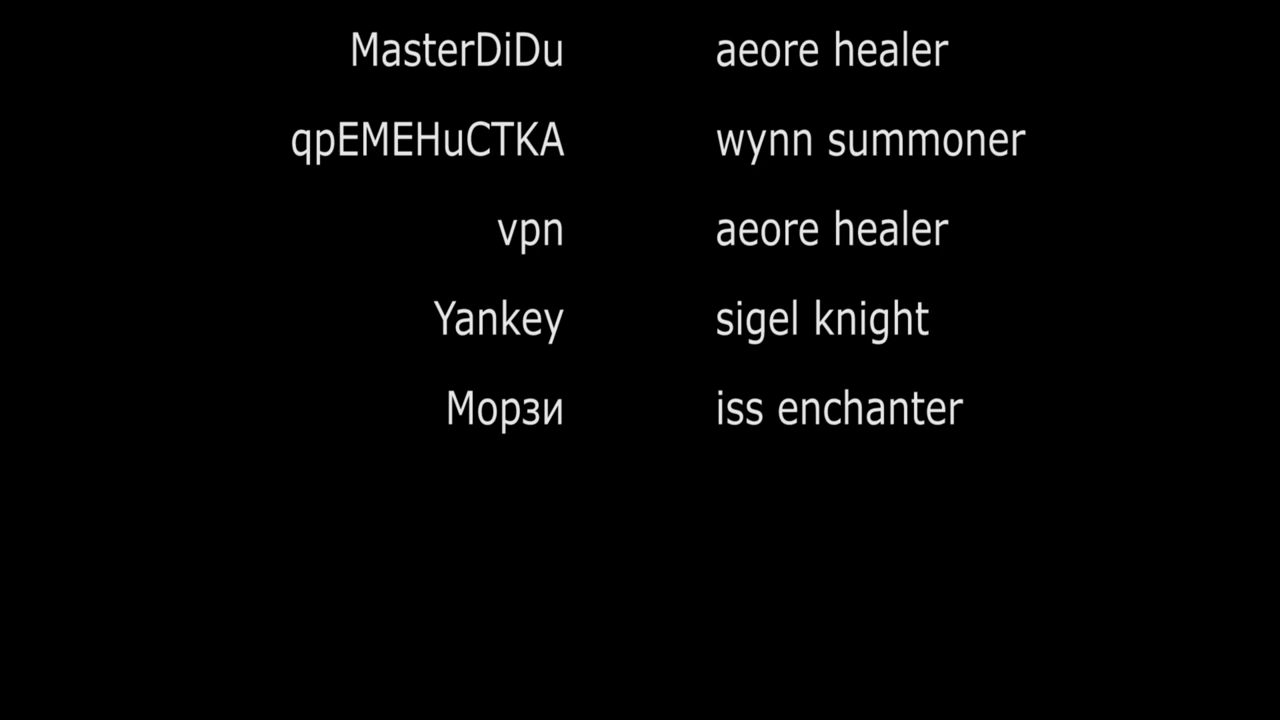 MasterDiDu aeore healer
qpEMEHuCTKA wynn summoner
vpn aeore healer
Yankey sigel knight
Морзи iss enchanter